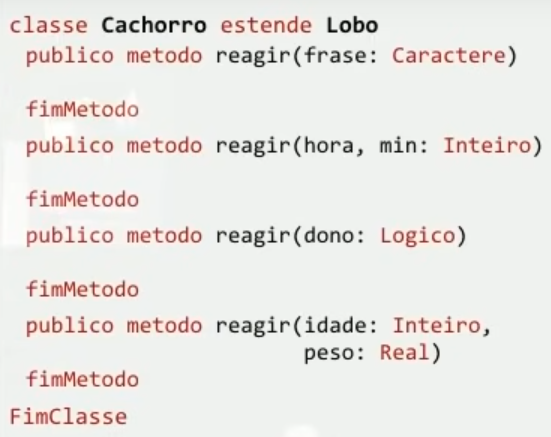 classe Cachorro estende Lobo
publico metodo reagir(frase: Caractere)
fimMetodo
publico metodo reagir(hora, min: Inteiro)
fimMetodo
publico metodo reagir(dono: Logico)
fimMetodo
publico metodo reagir(idade: Inteiro,
peso: Real)
fimMetodo
FimClasse